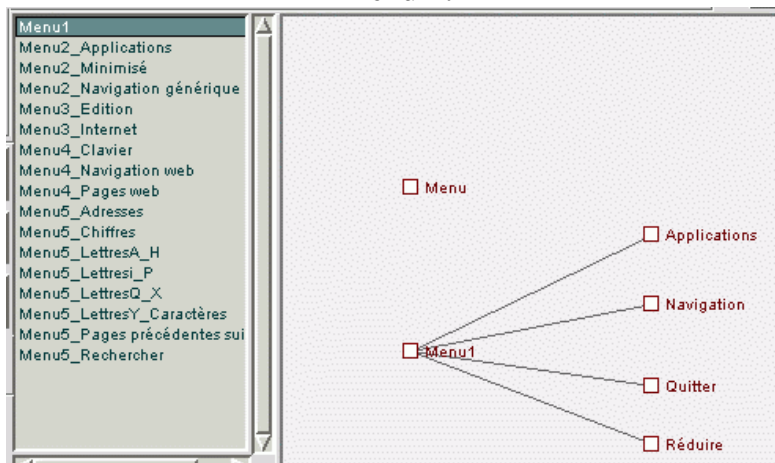 Menu1
Menu2_Applications
Menu2_Minimisé
Menu2_Navigation générique
Menu3_Edition
Menu3_Internet
Menu4_Clavier
Menu4_Navigation web
Menu4_Pages web
Menu5_Adresses
Menu5_Chiffres
Menu5_LettresA_H
Menu5_Lettresi_P
Menu5_LettresQ_X
Menu5_LettresY_Caractères
Menu5_Pages précédentes sui
Menu5_Rechercher
Menu
Applications
Navigation
Menu1
Quitter
Réduire